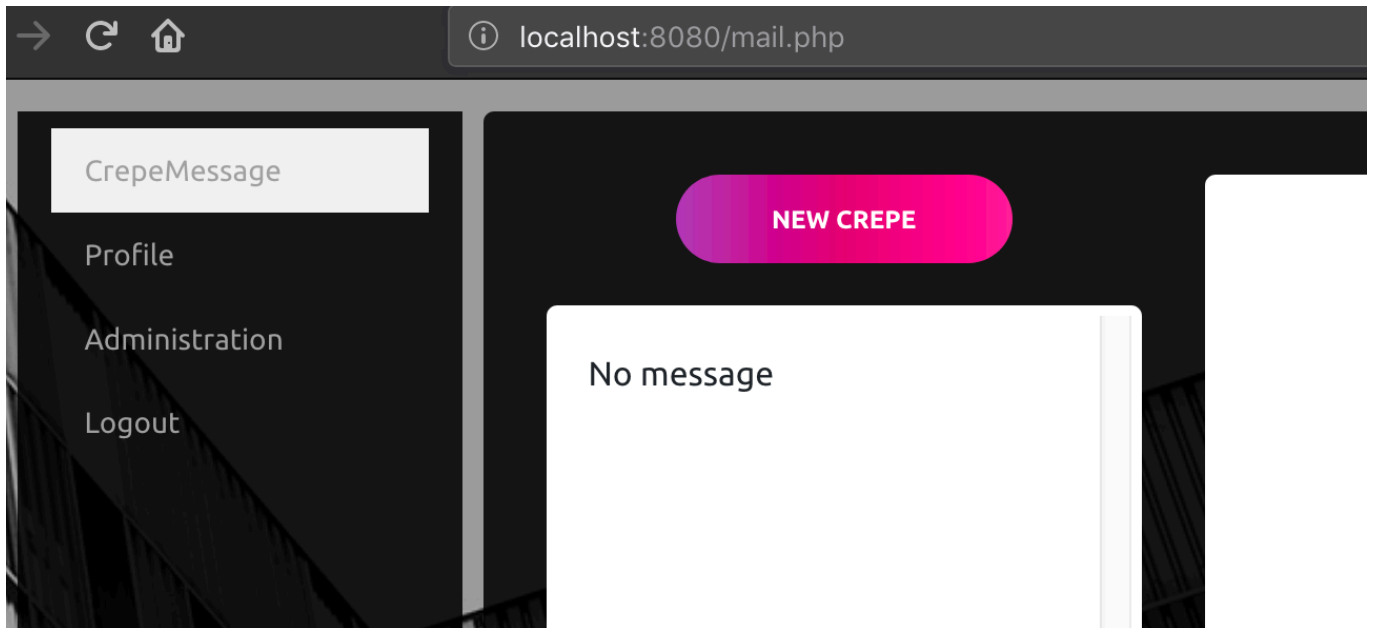 localhost:8080/mail.php
CrepeMessage
Profile
Administration
Logout
NEW CREPE
No message